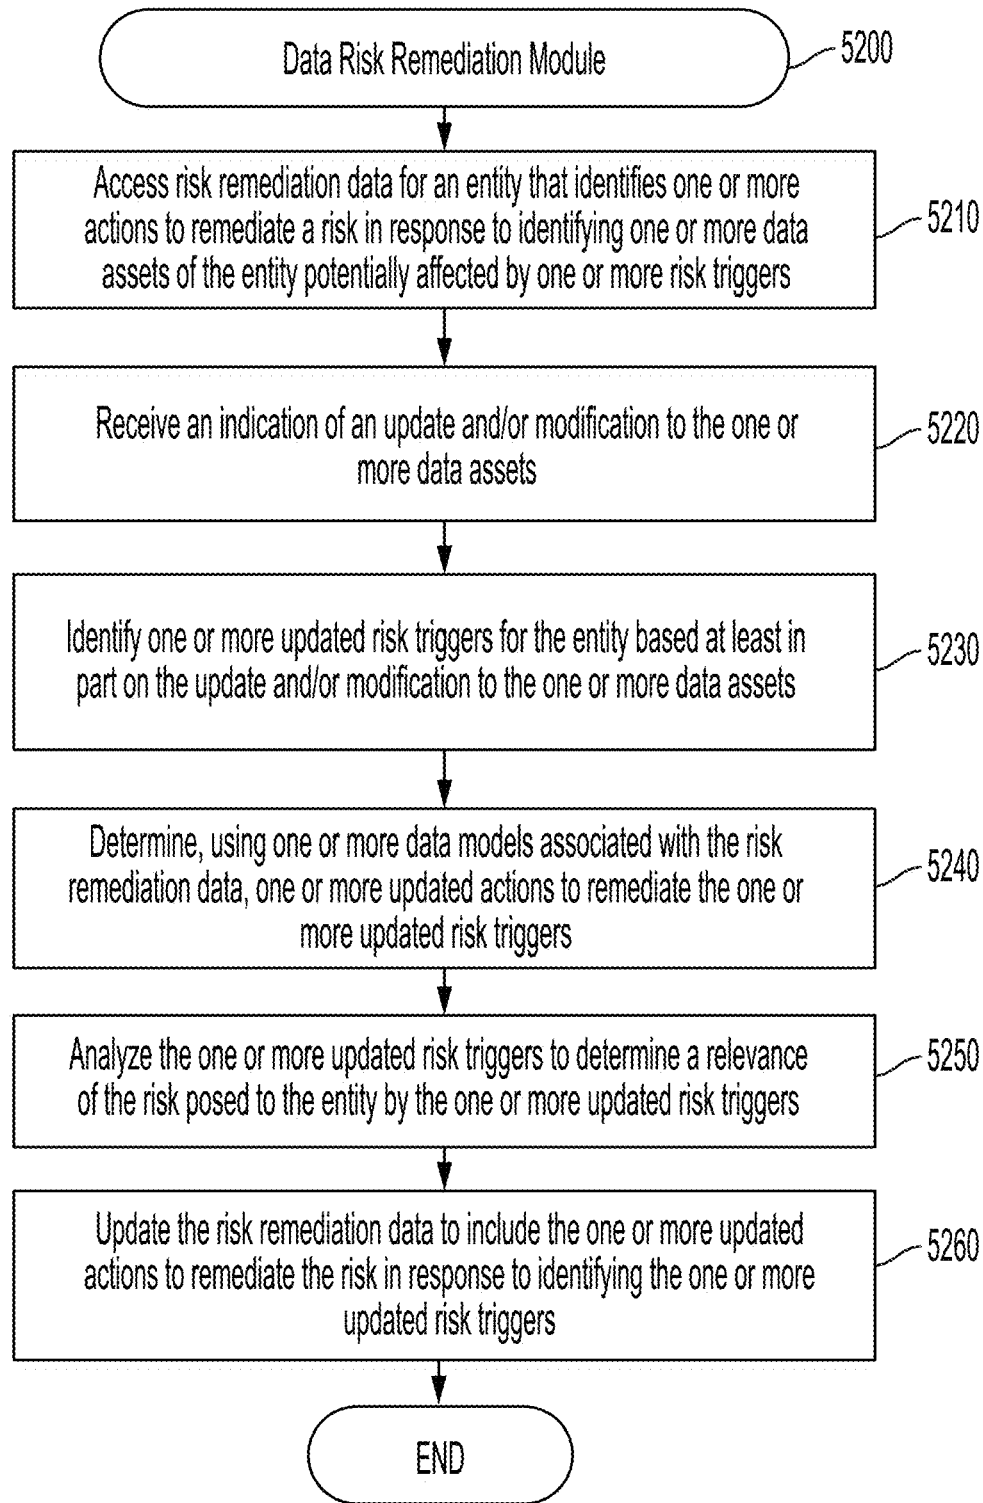 Data Risk Remediation Module
5200
Access risk remediation data for an entity that identifies one or more
actions to remediate a risk in response to identifying one or more data
assets of the entity potentially affected by one or more risk triggers
5210
Receive an indication of an update and/or modification to the one or
more data assets
5220
Identify one or more updated risk triggers for the entity based at least in
part on the update and/or modification to the one or more data assets
5230
Determine, using one or more data models associated with the risk
remediation data, one or more updated actions to remediate the one or
more updated risk triggers
5240
Analyze the one or more updated risk triggers to determine a relevance
of the risk posed to the entity by the one or more updated risk triggers
5250
Update the risk remediation data to include the one or more updated
actions to remediate the risk in response to identifying the one or more
updated risk triggers
5260
END